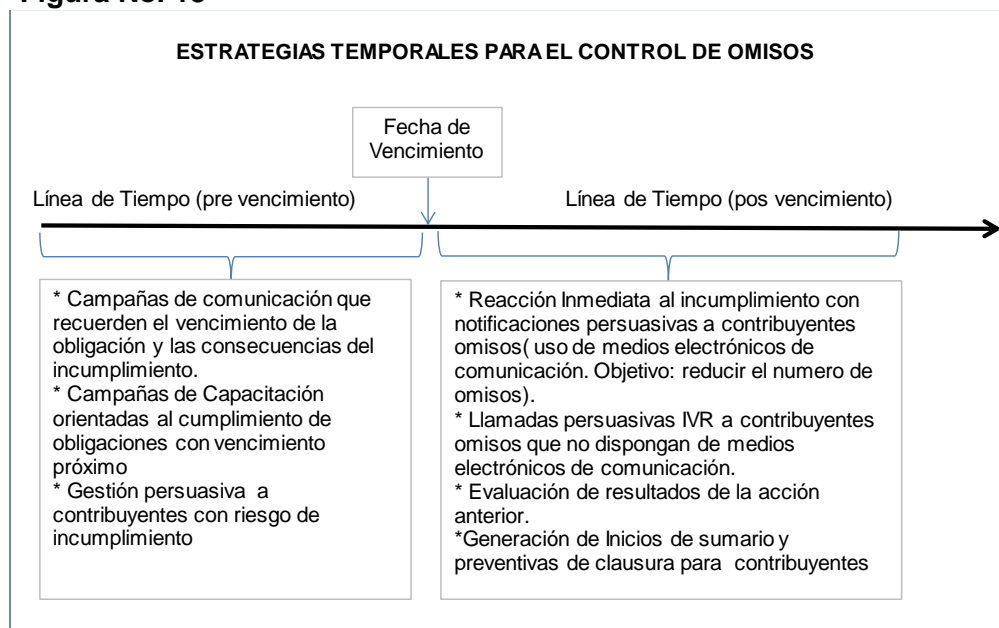 ESTRATEGIAS TEMPORALES PARA EL CONTROL DE OMISOS
Fecha de
Vencimiento
Línea de Tiempo (pre vencimiento)
Línea de Tiempo (pos vencimiento)
* Campañas de comunicación que
recuerden el vencimiento de la
obligación y las consecuencias del
incumplimiento.
* Campañas de Capacitación
orientadas al cumplimiento de
obligaciones con vencimiento
próximo
* Gestión persuasiva a
contribuyentes con riesgo de
incumplimiento
* Reacción Inmediata al incumplimiento con
notificaciones persuasivas a contribuyentes
omisos( uso de medios electrónicos de
comunicación. Objetivo: reducir el numero de
omisos).
* Llamadas persuasivas IVR a contribuyentes
omisos que no dispongan de medios
electrónicos de comunicación.
* Evaluación de resultados de la acción
anterior.
*Generación de Inicios de sumario y
preventivas de clausura para contribuyentes